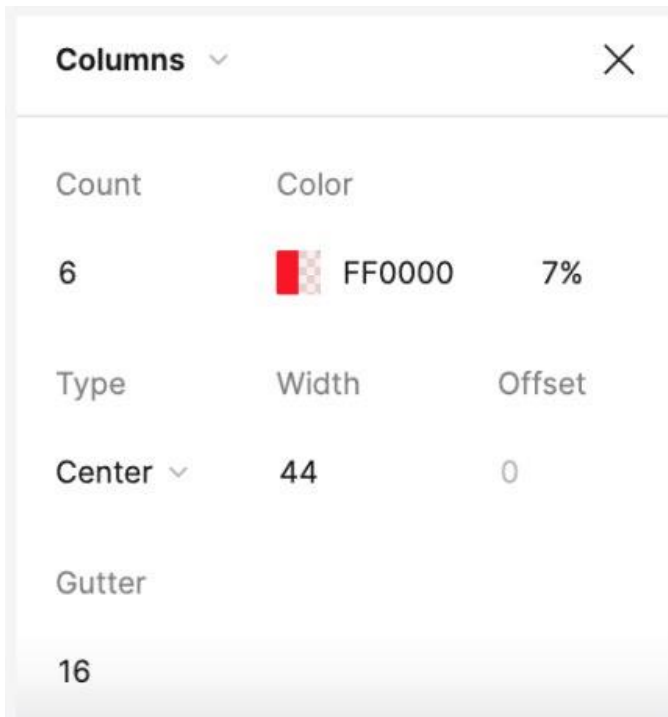 Columns
Count Color
6 FF0000 7%
Type Width Offset
Center 44 0
Gutter
16